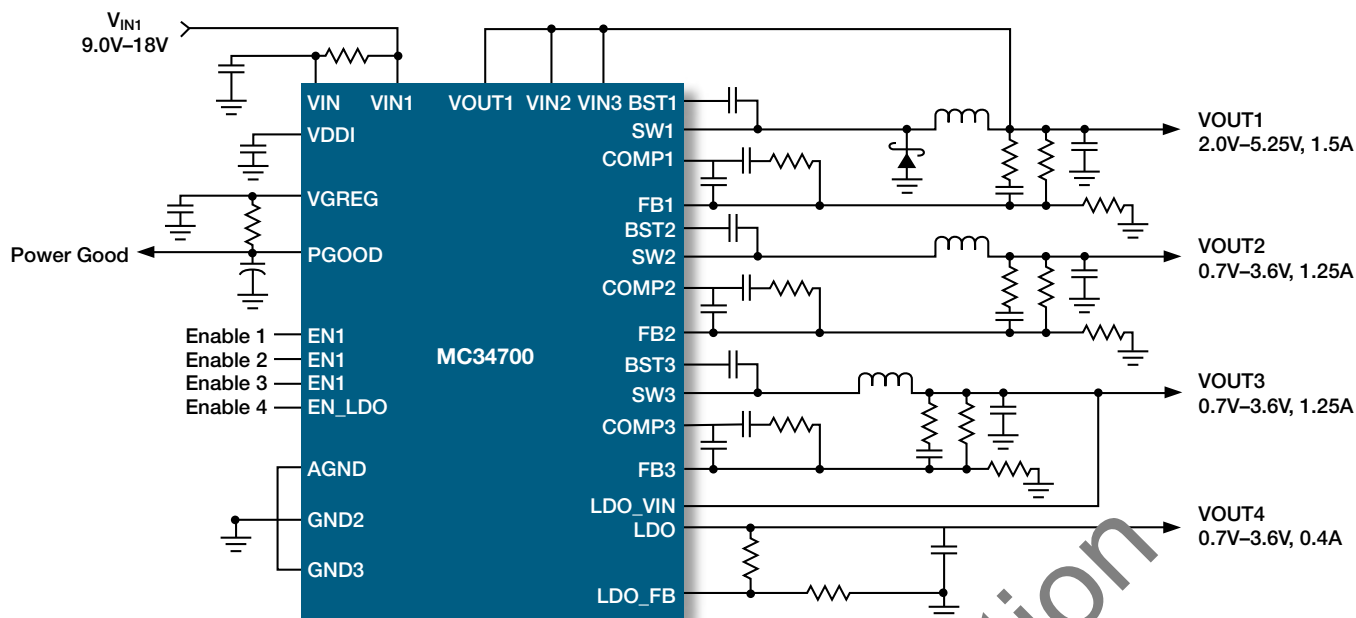 VIN1
9.0V–18V
VIN VIN1 VOUT1 VIN2 VIN3 BST1
VDDI
SW1
VOUT1
2.0V–5.25V, 1.5A
COMP1
VGREG
FB1
BST2
Power Good
PGOOD
SW2
VOUT2
0.7V–3.6V, 1.25A
COMP2
Enable 1
EN1
FB2
Enable 2
EN1
MC34700
BST3
Enable 3
EN1
SW3
VOUT3
0.7V–3.6V, 1.25A
Enable 4
EN_LDO
COMP3
AGND
FB3
LDO_VIN
GND2
LDO
VOUT4
0.7V–3.6V, 0.4A
GND3
LDO_FB